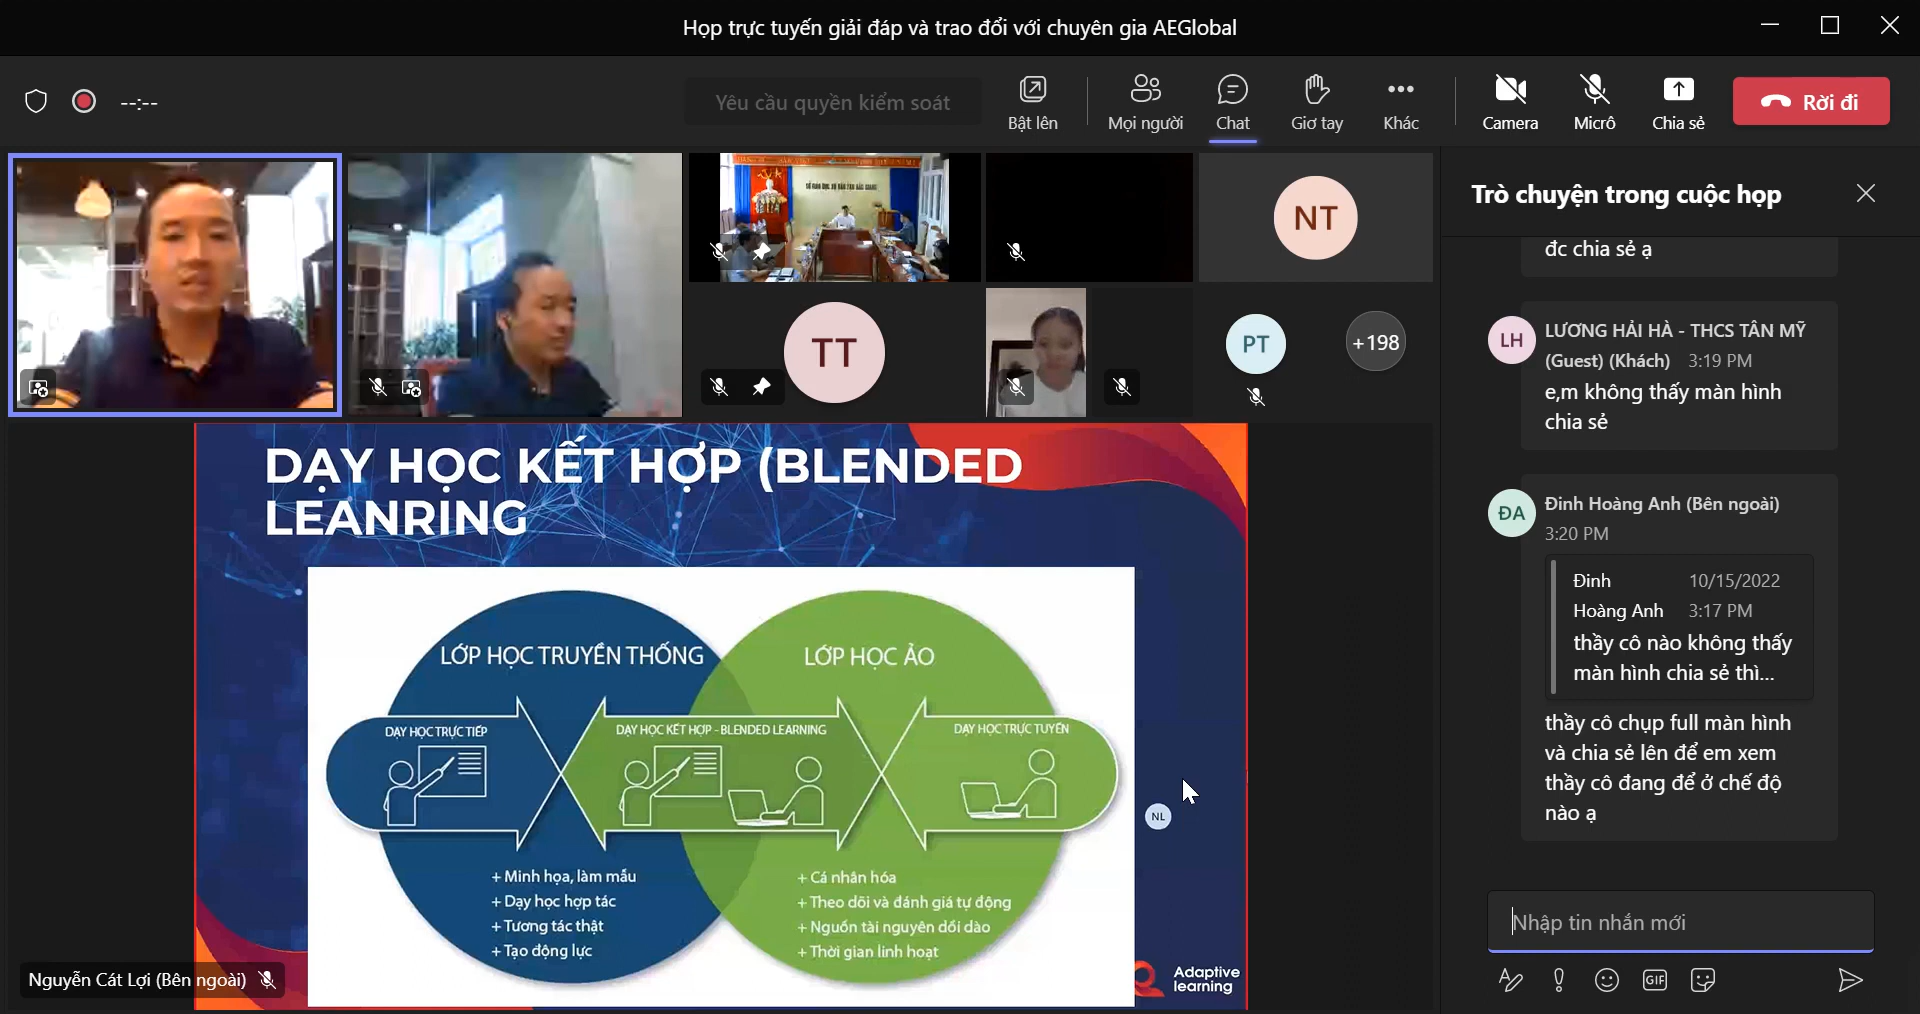 Họp trực tuyến giải đáp và trao đổi với chuyên gia AEGlobal
--:--
Yêu cầu quyền kiểm soát
Bật lên
Mọi người
Chat
Giơ tay
Khác
Camera
Micrô
Chia sẻ
Rời đi
NT
TT
PT
+198
DẠY HỌC KẾT HỢP (BLENDED
LEANRING
LỚP HỌC TRUYỀN THỐNG
LỚP HỌC ẢO
DẠY HỌC TRỰC TIẾP
DẠY HỌC KẾT HỢP - BLENDED LEARNING
DẠY HỌC TRỰC TUYẾN
+ Minh họa, làm mẫu
+ Dạy học hợp tác
+ Tương tác thật
+ Tạo động lực
+ Cá nhân hóa
+ Theo dõi và đánh giá tự động
+ Nguồn tài nguyên dồi dào
+ Thời gian linh hoạt
NL
Adaptive
learning
Nguyễn Cát Lợi (Bên ngoài)
Trò chuyện trong cuộc họp
đc chia sẻ ạ
LH
LƯƠNG HẢI HÀ - THCS TÂN MỸ
(Guest) (Khách) 3:19 PM
e,m không thấy màn hình
chia sẻ
ĐA
Đinh Hoàng Anh (Bên ngoài)
3:20 PM
Đinh 10/15/2022
Hoàng Anh 3:17 PM
thầy cô nào không thấy
màn hình chia sẻ thì...
thầy cô chụp full màn hình
và chia sẻ lên để em xem
thầy cô đang để ở chế độ
nào ạ
Nhập tin nhắn mới
GIF